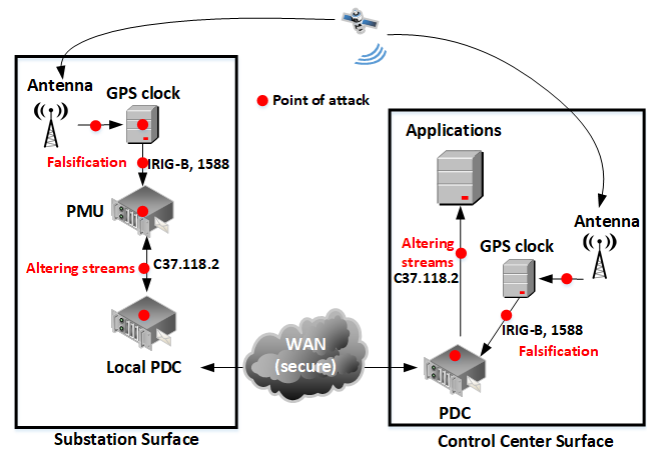 Antenna
GPS clock
Point of attack
Falsification
IRIG-B, 1588
PMU
Altering streams
C37.118.2
Local PDC
Substation Surface
WAN
(secure)
Applications
Antenna
GPS clock
Altering
streams
C37.118.2
IRIG-B, 1588
Falsification
PDC
Control Center Surface